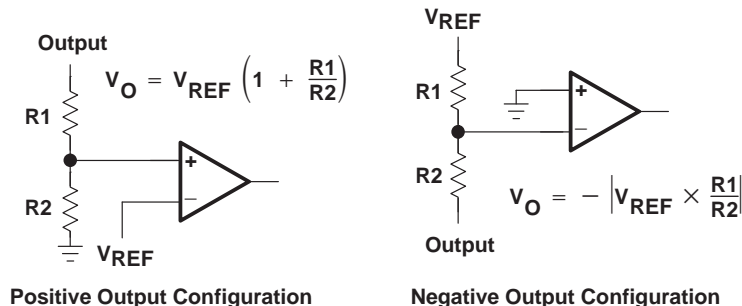 Output
V_O = V_REF (1 + R1/R2)
R1
+
−
R2
V_REF
Positive Output Configuration
V_REF
R1
+
−
R2
V_O = − |V_REF × R1/R2|
Output
Negative Output Configuration